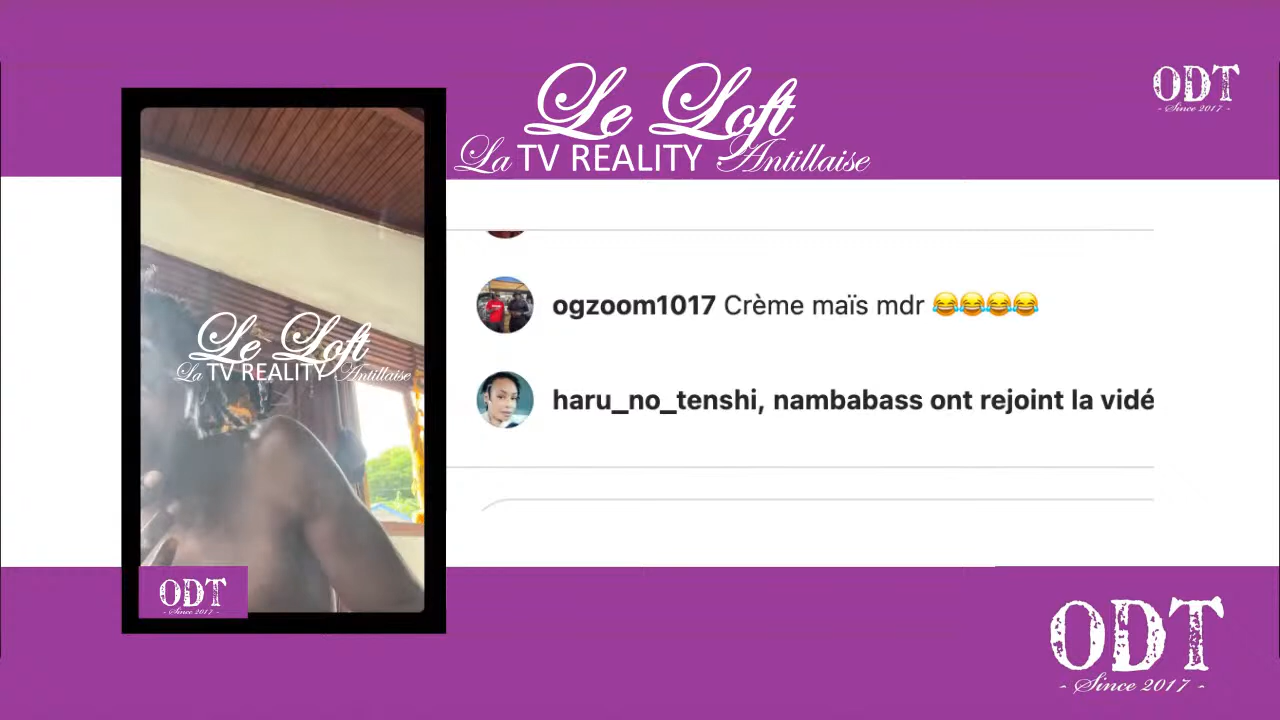 Le Loft
La TV REALITY Antillaise
ODT
- Since 2017 -
ogzoom1017 Crème maïs mdr 😂😂😂😂
haru_no_tenshi, nambabass ont rejoint la vidé
Le Loft
La TV REALITY Antillaise
ODT
- Since 2017 -
ODT
- Since 2017 -